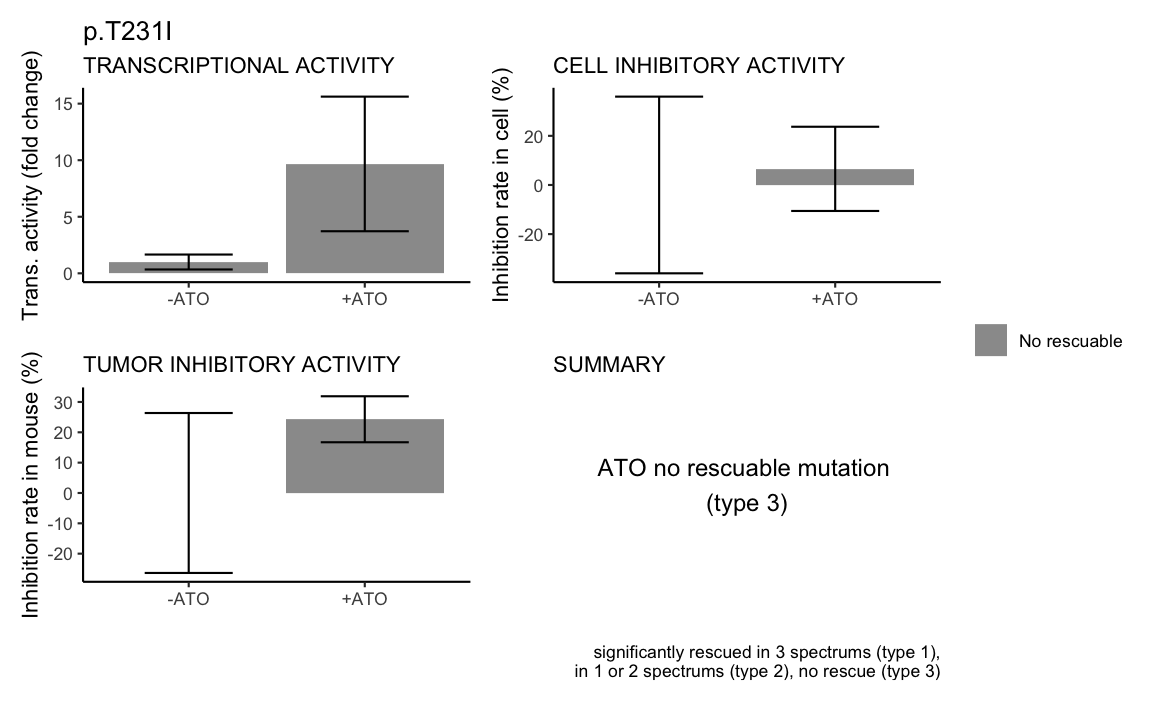 p.T231I
TRANSCRIPTIONAL ACTIVITY
Trans. activity (fold change)
15
10
5
0
-ATO
+ATO
CELL INHIBITORY ACTIVITY
Inhibition rate in cell (%)
20
0
-20
-ATO
+ATO
No rescuable
TUMOR INHIBITORY ACTIVITY
Inhibition rate in mouse (%)
30
20
10
0
-10
-20
-ATO
+ATO
SUMMARY
ATO no rescuable mutation
(type 3)
significantly rescued in 3 spectrums (type 1),
in 1 or 2 spectrums (type 2), no rescue (type 3)